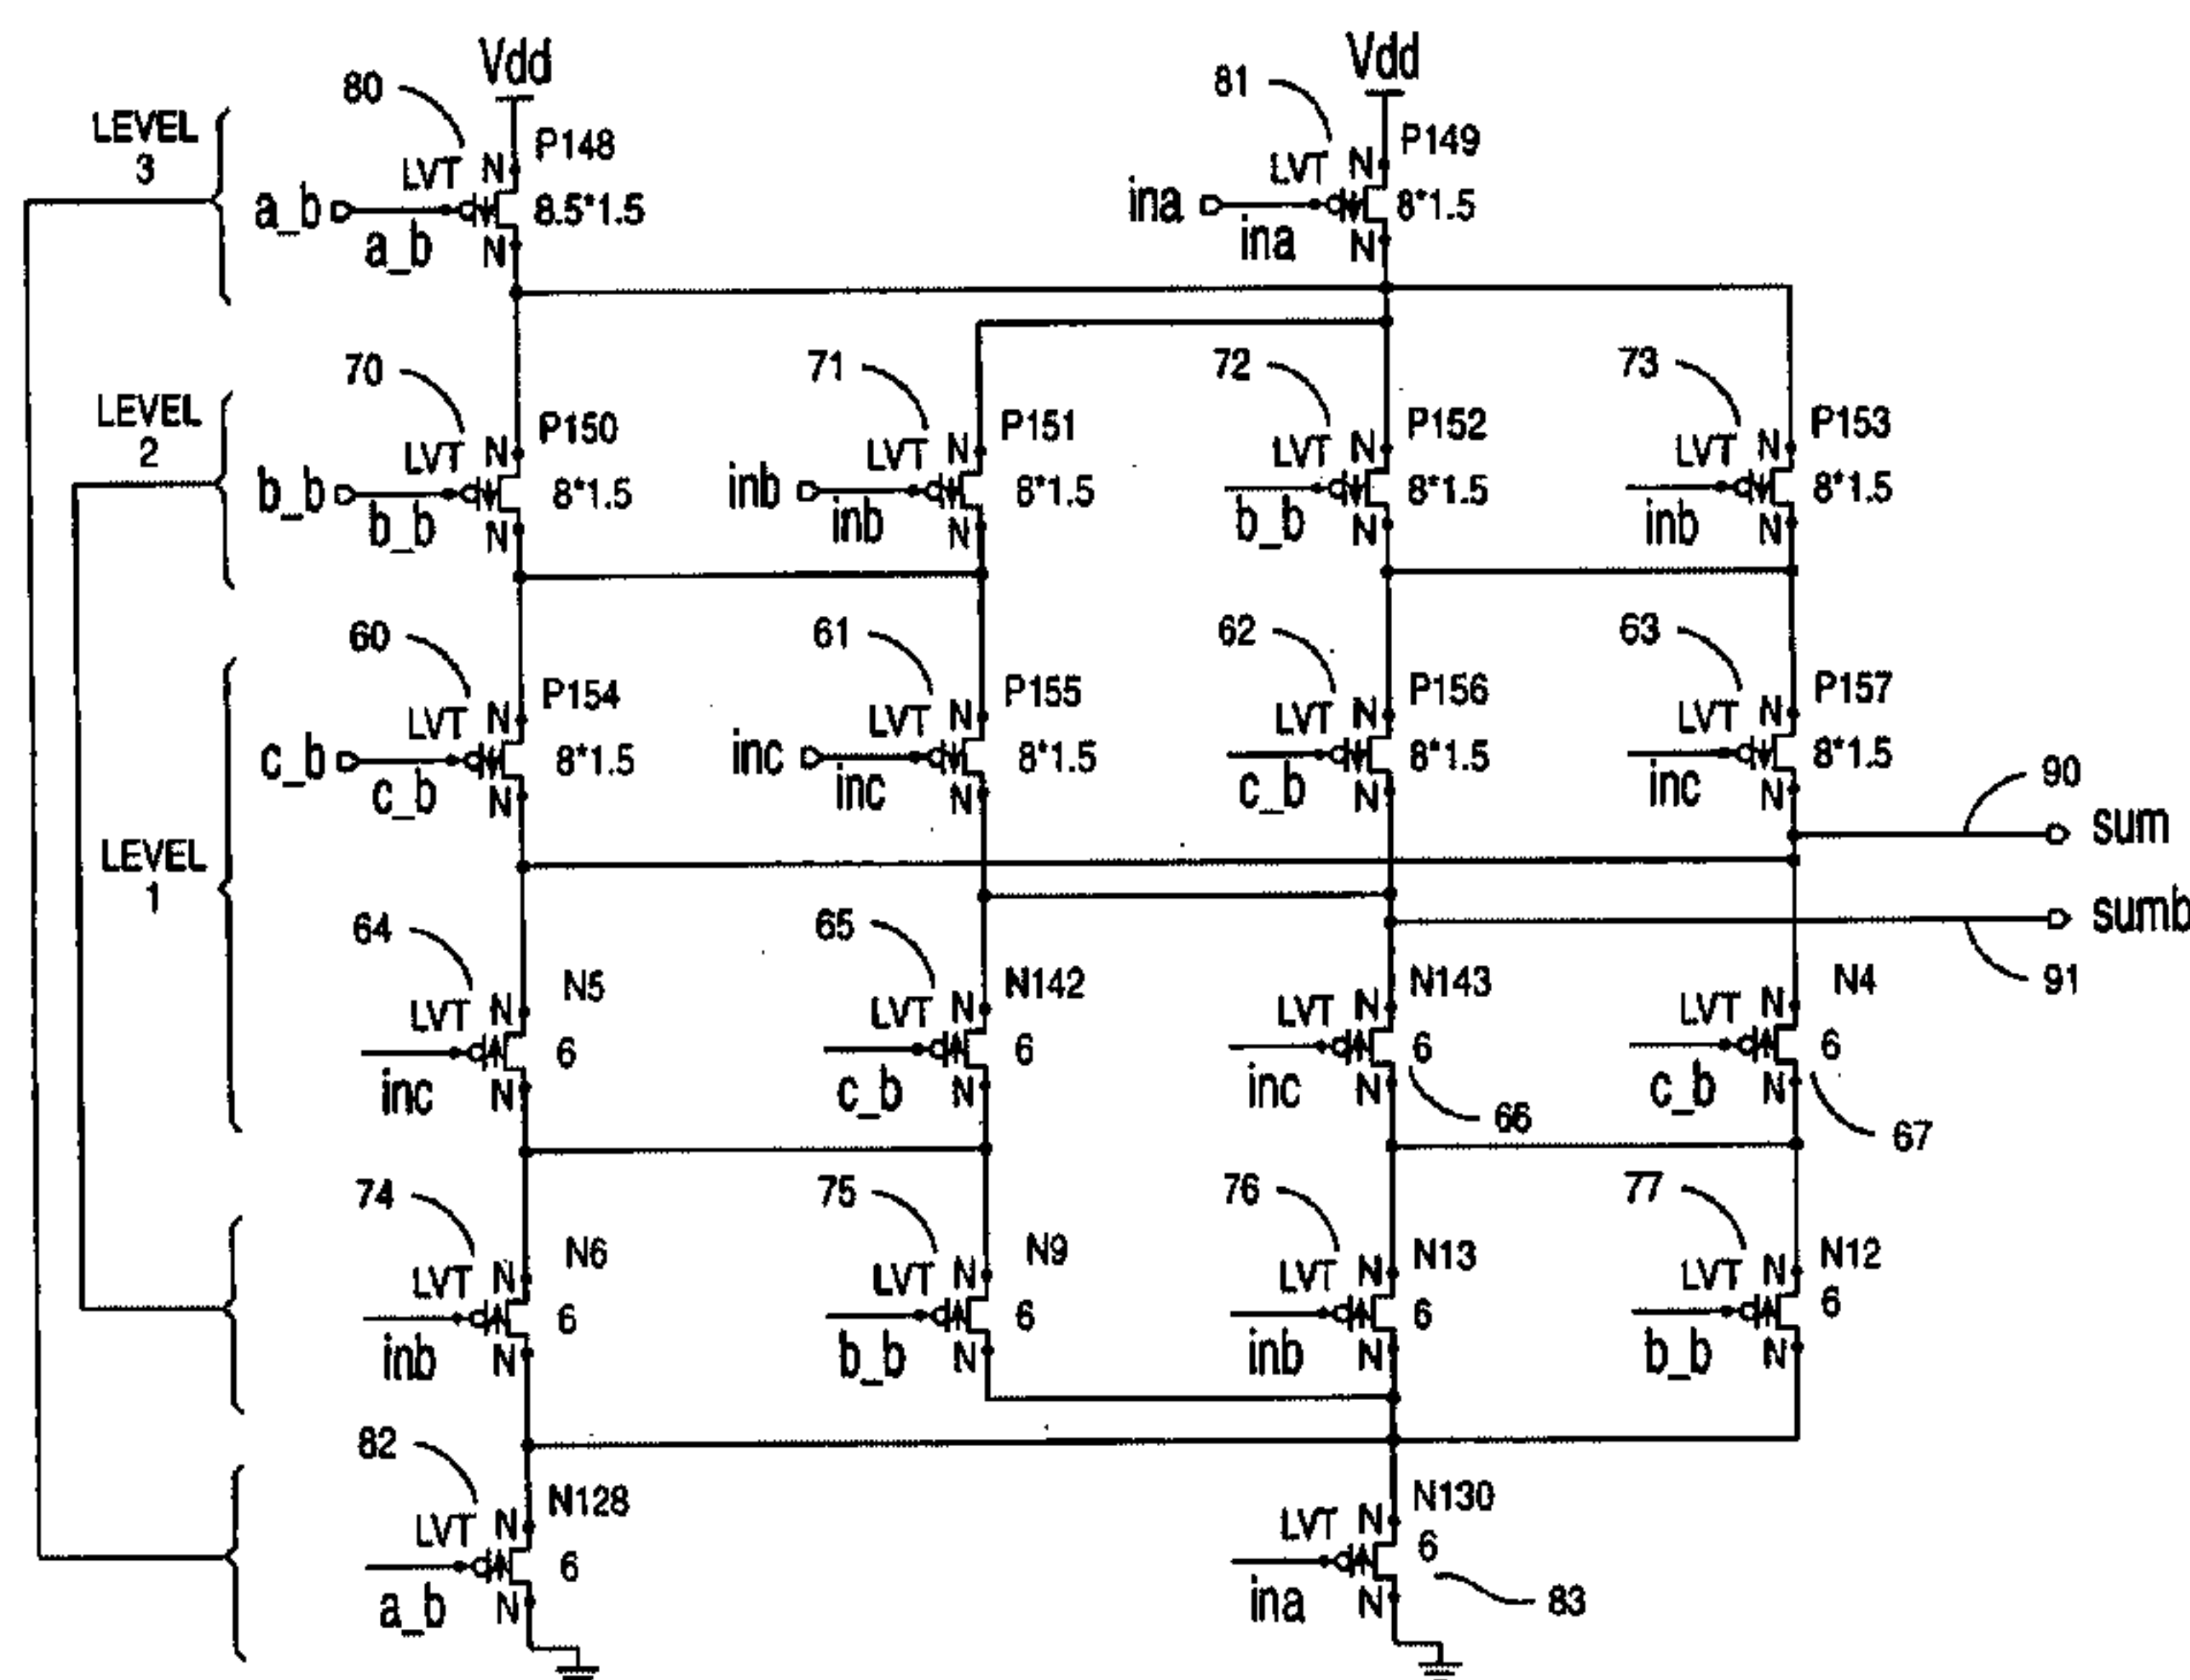 Vdd Vdd
80 81
LEVEL
3
P148 P149
LVT N LVT N
a_b 8.5*1.5 ina 8*1.5
a_b N ina N
70 71 72 73
LEVEL
2
P150 P151 P152 P153
LVT N LVT N LVT N LVT N
b_b 8*1.5 inb 8*1.5 8*1.5 8*1.5
b_b N inb N b_b N inb N
60 61 62 63
P154 P155 P156 P157
LVT N LVT N LVT N LVT N
c_b 8*1.5 inc 8*1.5 8*1.5 8*1.5
c_b N inc N c_b N inc N
90
sum
LEVEL
1
64 65 sumb
N5 N142 N143 N4 91
LVT N LVT N LVT N LVT N
6 6 6 6
inc N c_b N inc N c_b N
66 67
74 75 76 77
N6 N9 N13 N12
LVT N LVT N LVT N LVT N
6 6 6 6
inb N b_b N inb N b_b N
82
N128 N130
LVT N LVT N
6 6
a_b N ina N 83